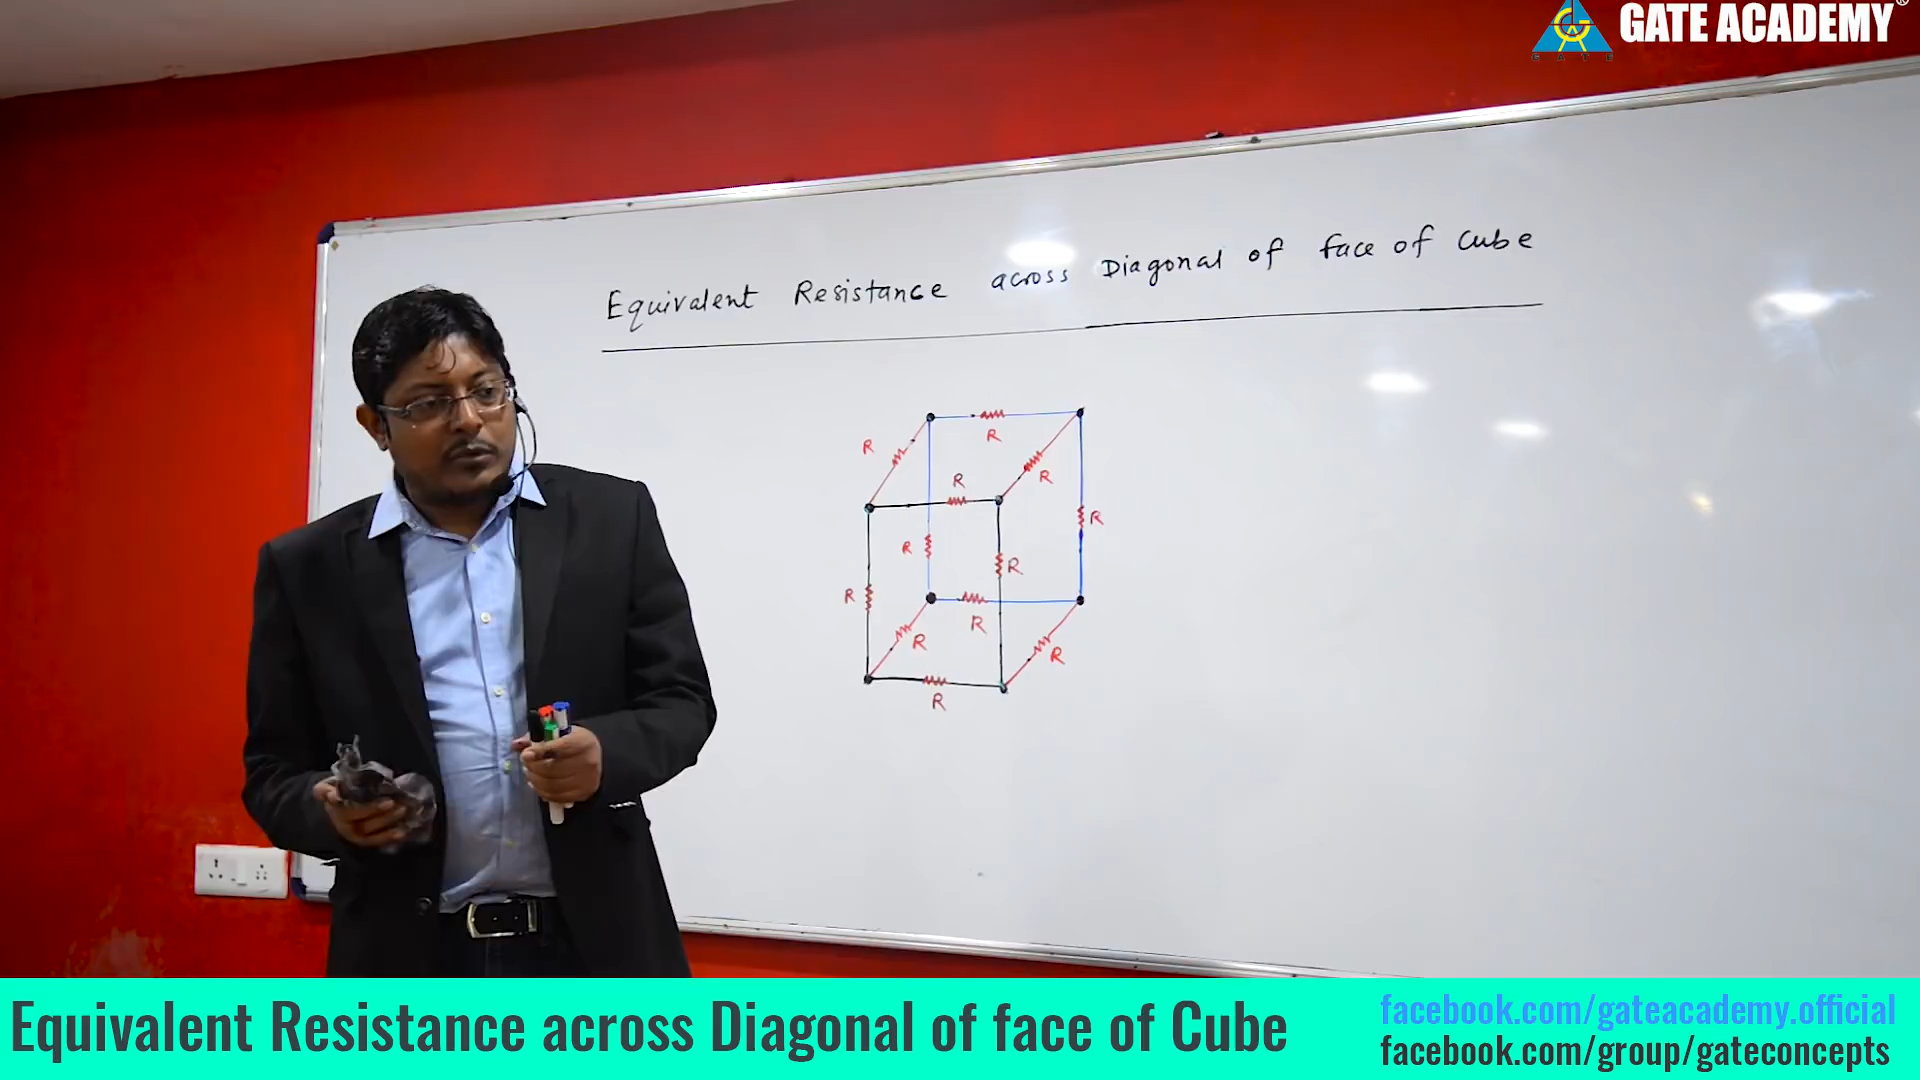 GATE ACADEMY®
GATE
Equivalent Resistance across Diagonal of face of Cube
R
R
R
R
R
R
R
R
R
R
R
R
Equivalent Resistance across Diagonal of face of Cube
facebook.com/gateacademy.official
facebook.com/group/gateconcepts